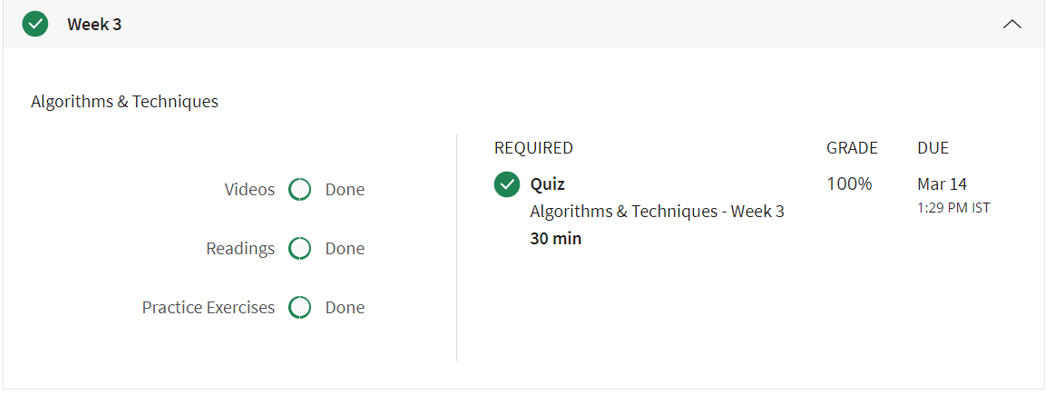 Week 3
Algorithms & Techniques
Videos Done
Readings Done
Practice Exercises Done
REQUIRED GRADE DUE
Quiz 100% Mar 14
Algorithms & Techniques - Week 3 1:29 PM IST
30 min